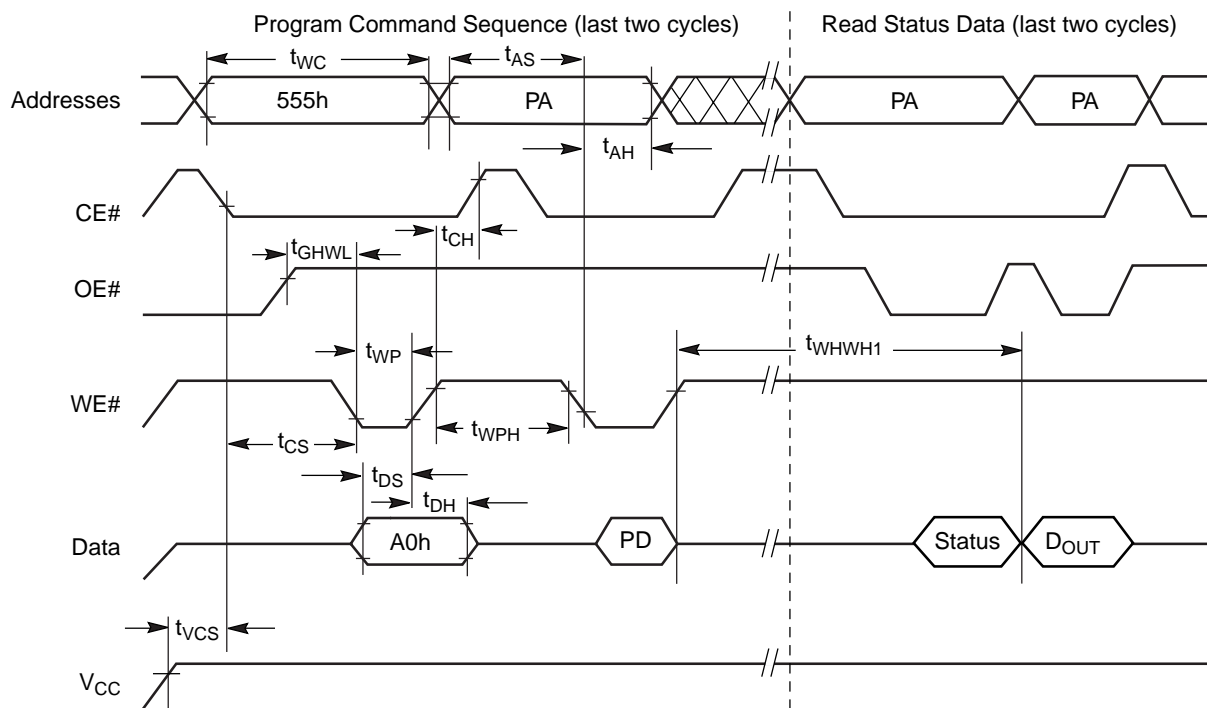 Program Command Sequence (last two cycles) Read Status Data (last two cycles)
tWC tAS
Addresses 555h PA PA PA
tAH
CE#
tCH
tGHWL
OE#
tWP tWHWH1
WE#
tWPH
tCS
tDS
tDH
Data A0h PD Status DOUT
tVCS
VCC